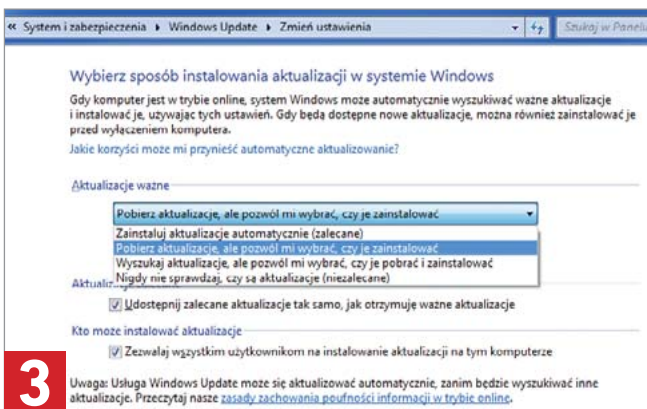 « System i zabezpieczenia ▸ Windows Update ▸ Zmień ustawienia
Szukaj w Panelu
Wybierz sposób instalowania aktualizacji w systemie Windows
Gdy komputer jest w trybie online, system Windows może automatycznie wyszukiwać ważne aktualizacje
i instalować je, używając tych ustawień. Gdy będą dostępne nowe aktualizacje, można również zainstalować je
przed wyłączeniem komputera.
Jakie korzyści może mi przynieść automatyczne aktualizowanie?
Aktualizacje ważne
Pobierz aktualizacje, ale pozwól mi wybrać, czy je zainstalować
Zainstaluj aktualizacje automatycznie (zalecane)
Pobierz aktualizacje, ale pozwól mi wybrać, czy je zainstalować
Wyszukaj aktualizacje, ale pozwól mi wybrać, czy je pobrać i zainstalować
Nigdy nie sprawdzaj, czy są aktualizacje (niezalecane)
Udostępnij zalecane aktualizacje tak samo, jak otrzymuję ważne aktualizacje
Kto może instalować aktualizacje
Zezwalaj wszystkim użytkownikom na instalowanie aktualizacji na tym komputerze
3
Uwaga: Usługa Windows Update może się aktualizować automatycznie, zanim będzie wyszukiwać inne
aktualizacje. Przeczytaj nasze zasady zachowania poufności informacji w trybie online.